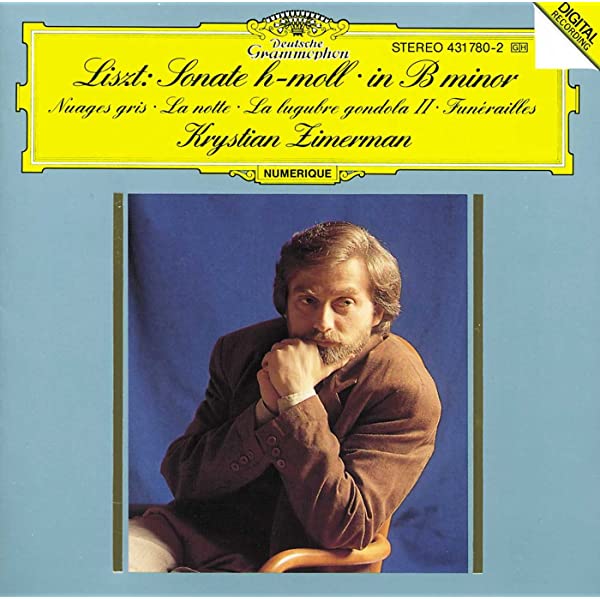 Deutsche
Grammophon
STEREO 431 780-2 GH
DIGITAL
RECORDING
Liszt: Sonate h-moll · in B minor
Nuages gris · La notte · La lugubre gondola II · Funérailles
Krystian Zimerman
NUMERIQUE